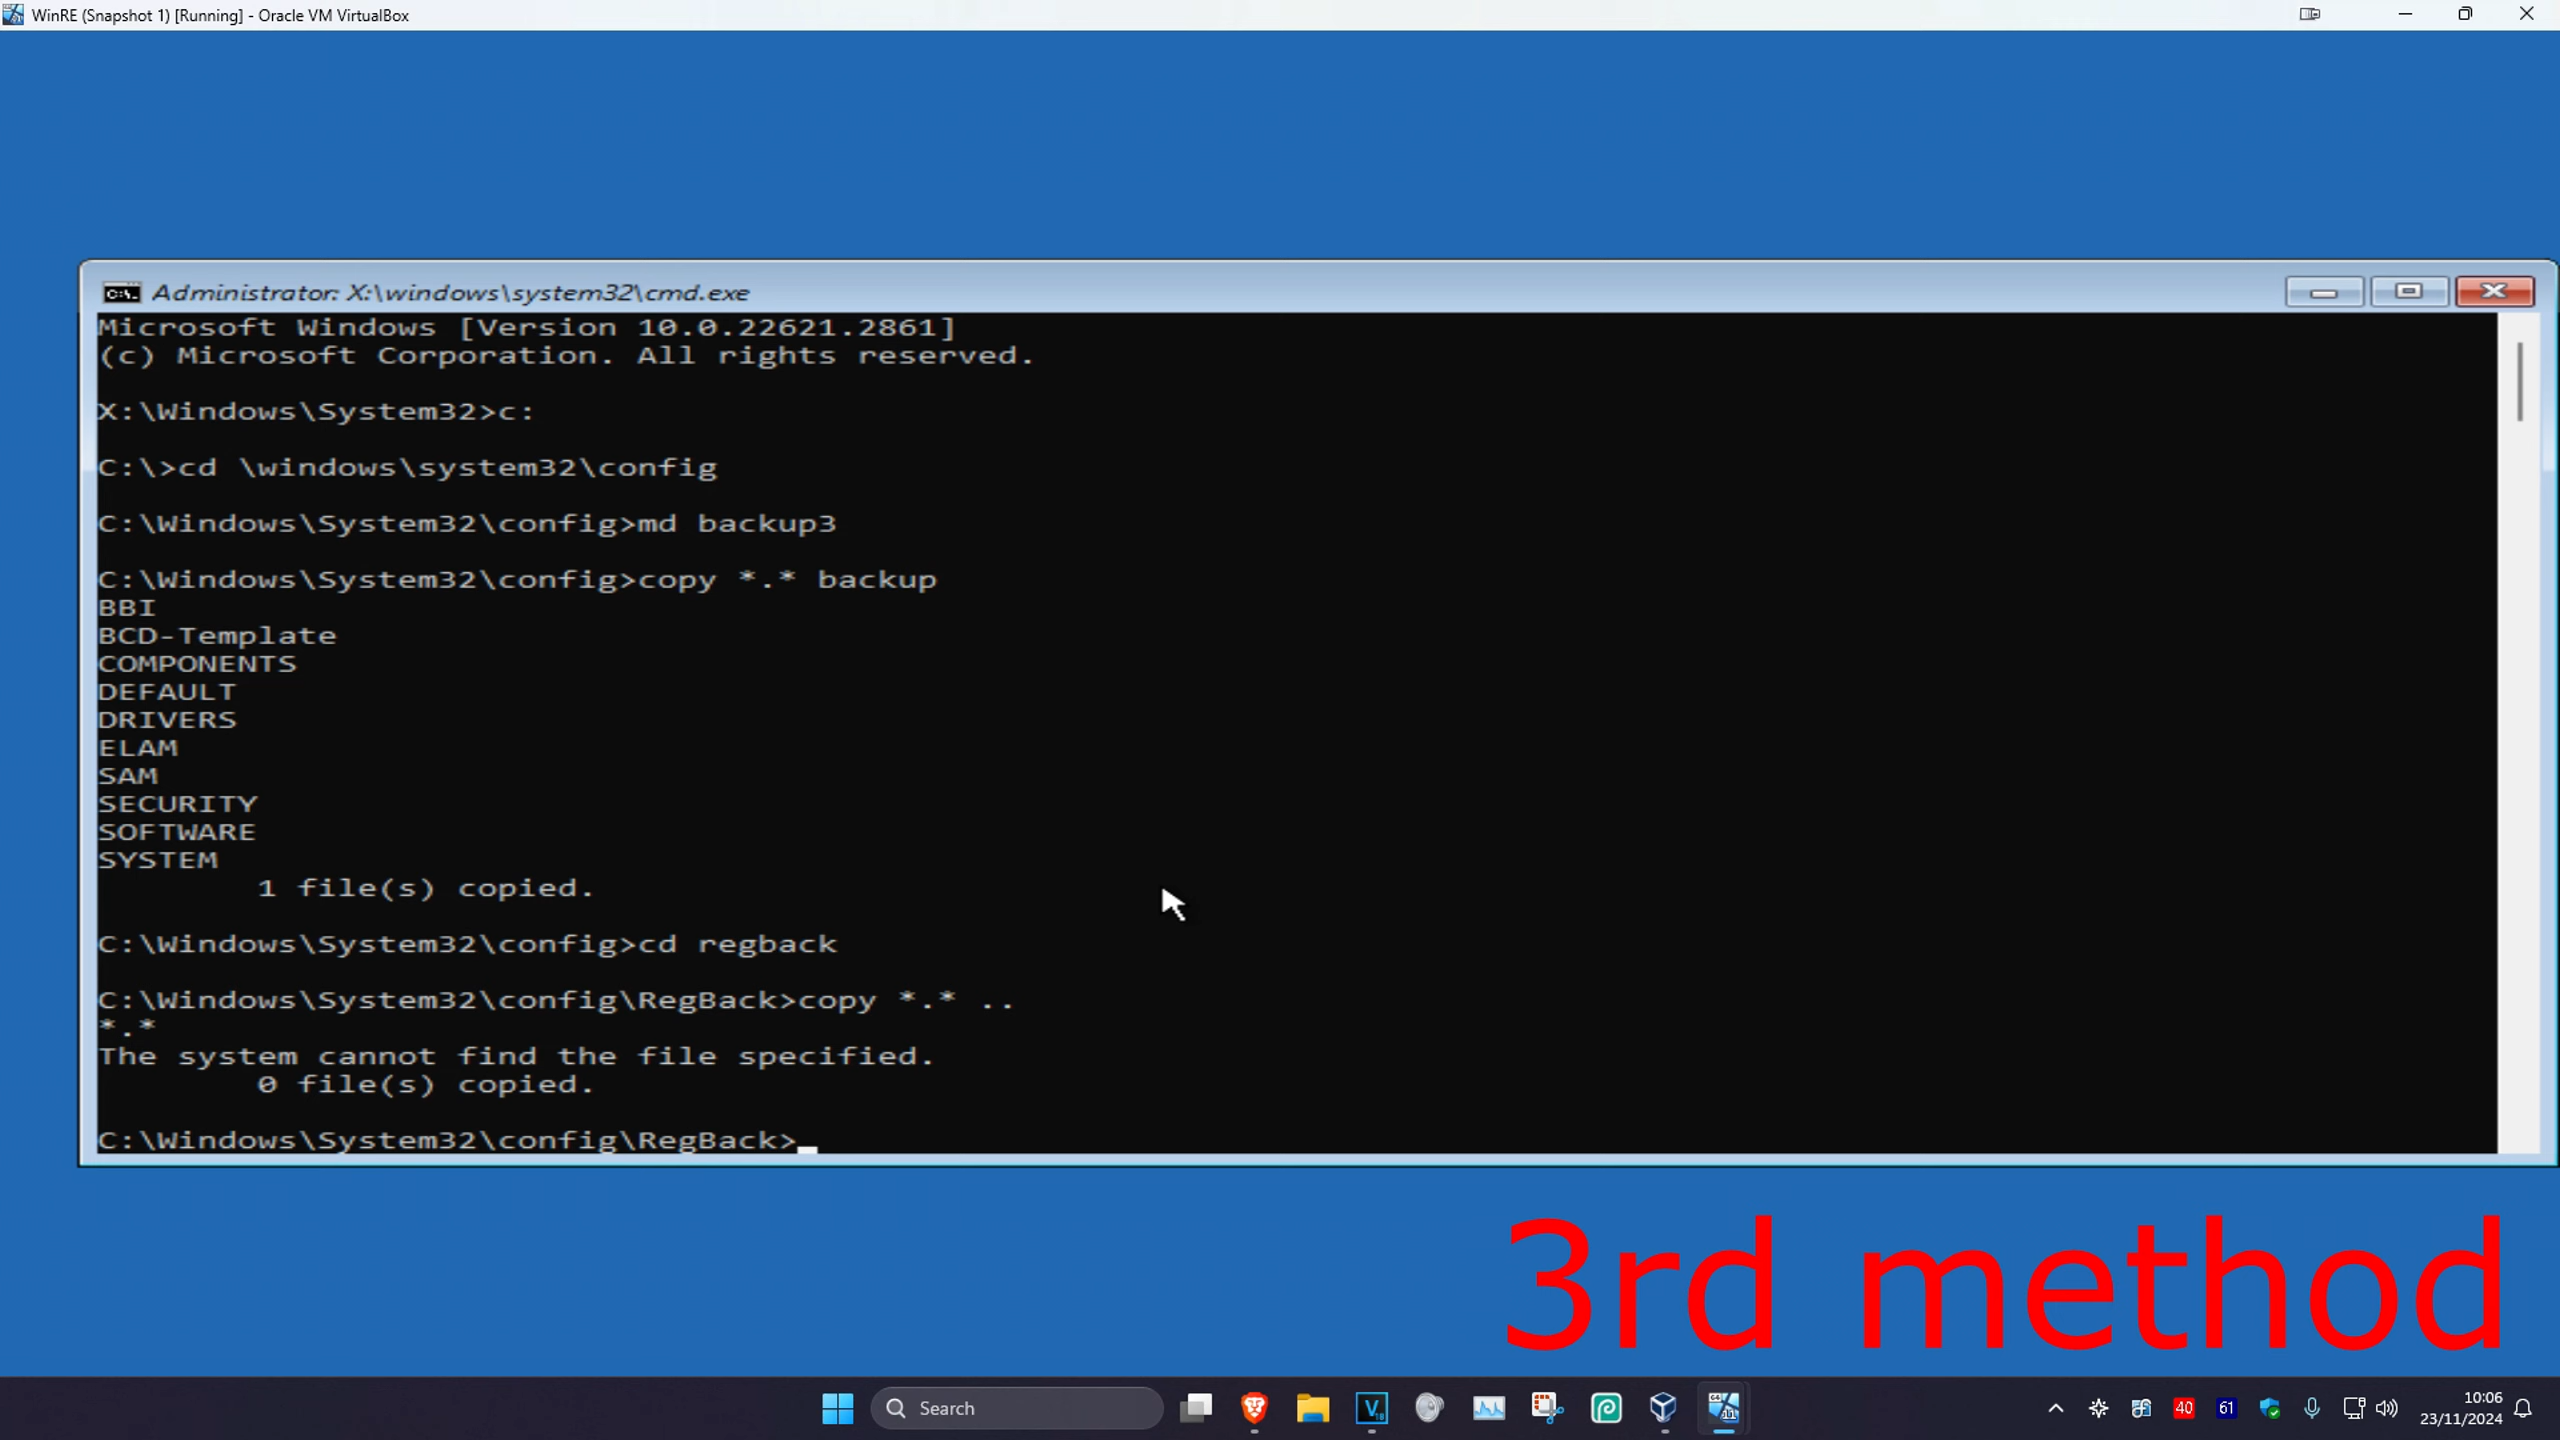 WinRE (Snapshot 1) [Running] - Oracle VM VirtualBox
Administrator: X:\windows\system32\cmd.exe
Microsoft Windows [Version 10.0.22621.2861]
(c) Microsoft Corporation. All rights reserved.
X:\Windows\System32>c:
C:\>cd \windows\system32\config
C:\Windows\System32\config>md backup3
C:\Windows\System32\config>copy *.* backup
BBI
BCD-Template
COMPONENTS
DEFAULT
DRIVERS
ELAM
SAM
SECURITY
SOFTWARE
SYSTEM
1 file(s) copied.
C:\Windows\System32\config>cd regback
C:\Windows\System32\config\RegBack>copy *.* ..
*.*
The system cannot find the file specified.
0 file(s) copied.
C:\Windows\System32\config\RegBack>_
3rd method
Search
40
61
10:06
23/11/2024